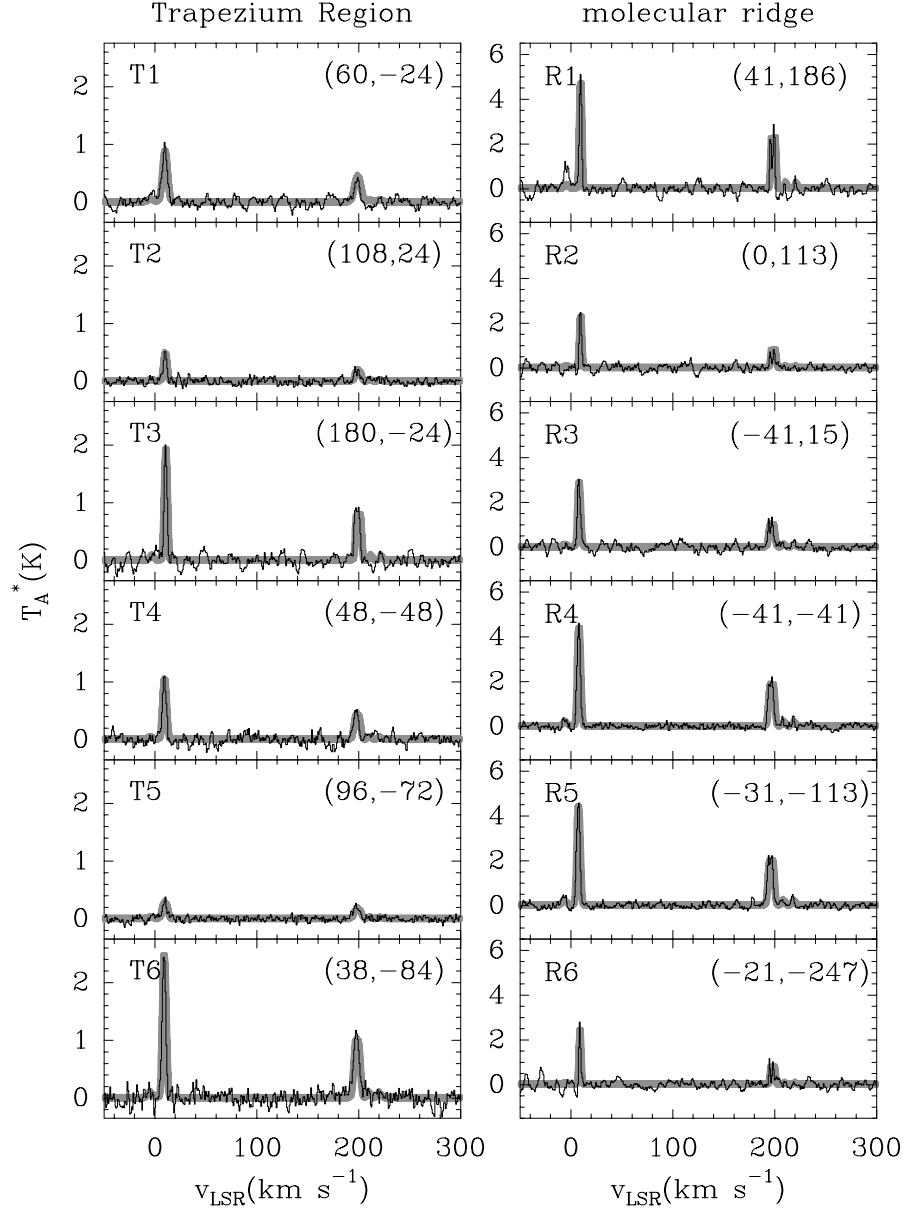 Trapezium Region
molecular ridge
T1 (60,−24)
R1 (41,186)
T2 (108,24)
R2 (0,113)
T3 (180,−24)
R3 (−41,15)
T4 (48,−48)
R4 (−41,−41)
T5 (96,−72)
R5 (−31,−113)
T6 (38,−84)
R6 (−21,−247)
2
1
0
2
1
0
2
1
0
2
1
0
2
1
0
2
1
0
6
4
2
0
6
4
2
0
6
4
2
0
6
4
2
0
6
4
2
0
6
4
2
0
T_A*(K)
0 100 200 300
0 100 200 300
v_LSR(km s⁻¹)
v_LSR(km s⁻¹)